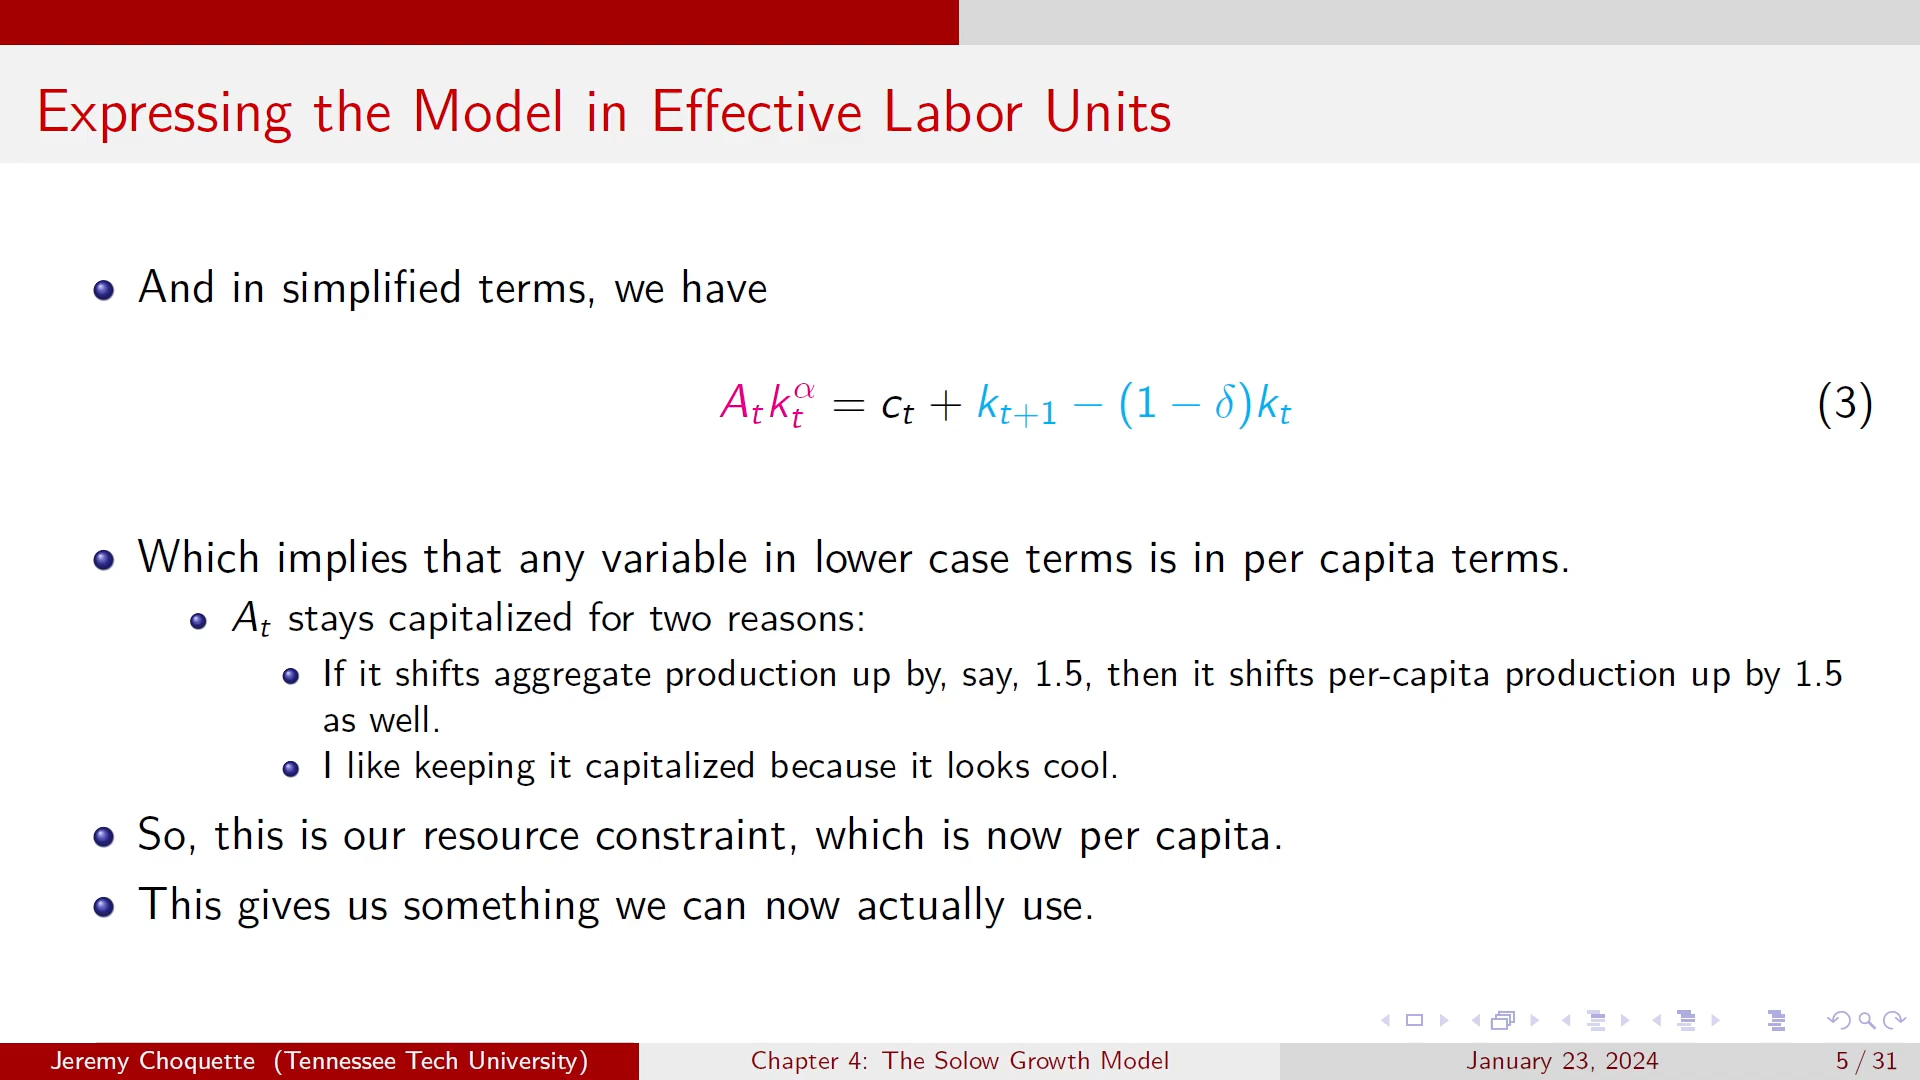 Expressing the Model in Effective Labor Units
And in simplified terms, we have
A_t k_t^α = c_t + k_{t+1} − (1 − δ)k_t (3)
Which implies that any variable in lower case terms is in per capita terms.
A_t stays capitalized for two reasons:
If it shifts aggregate production up by, say, 1.5, then it shifts per-capita production up by 1.5
as well.
I like keeping it capitalized because it looks cool.
So, this is our resource constraint, which is now per capita.
This gives us something we can now actually use.
Jeremy Choquette (Tennessee Tech University) Chapter 4: The Solow Growth Model January 23, 2024 5 / 31